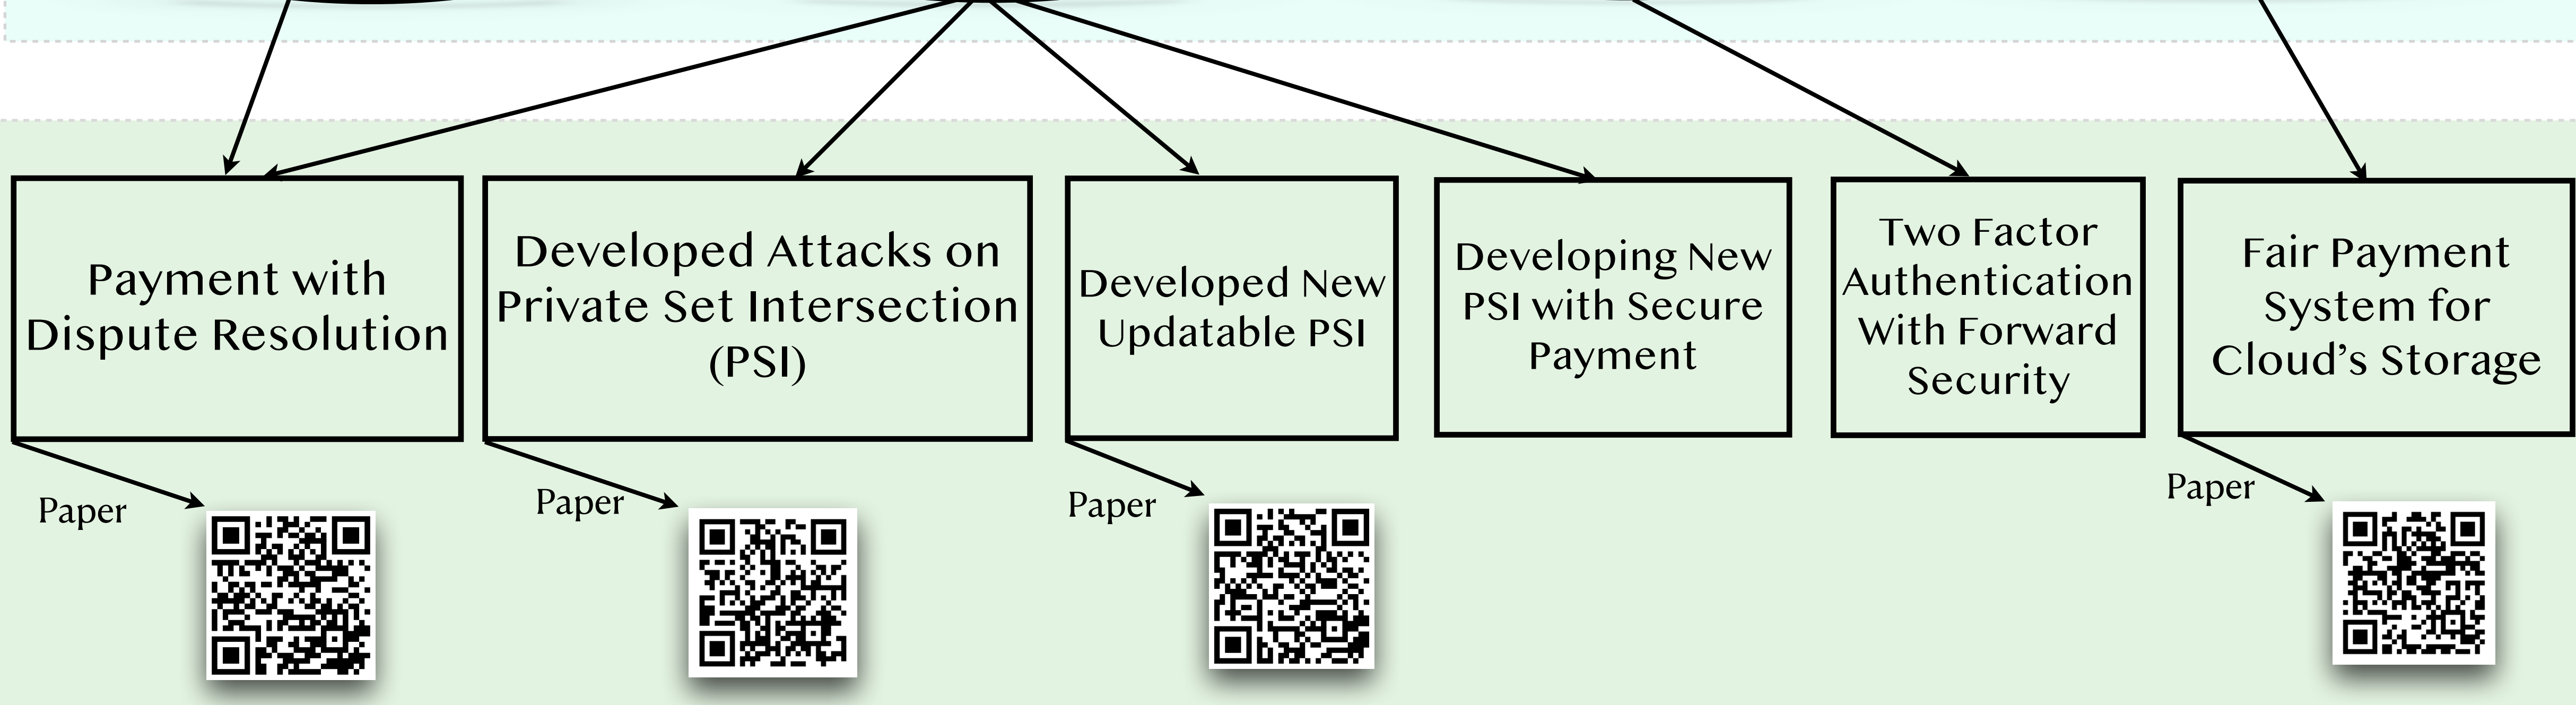 Payment with
Dispute Resolution
Developed Attacks on
Private Set Intersection
(PSI)
Developed New
Updatable PSI
Developing New
PSI with Secure
Payment
Two Factor
Authentication
With Forward
Security
Fair Payment
System for
Cloud’s Storage
Paper
Paper
Paper
Paper